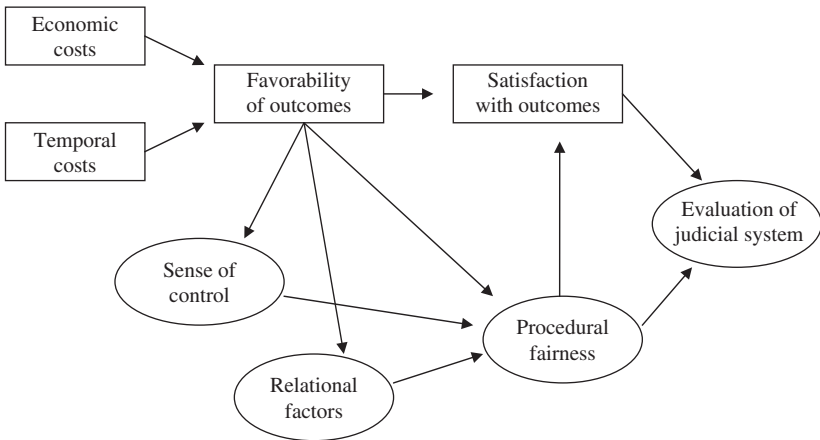 Economic
costs
Favorability
of outcomes
Satisfaction
with outcomes
Temporal
costs
Evaluation of
judicial system
Sense of
control
Procedural
fairness
Relational
factors